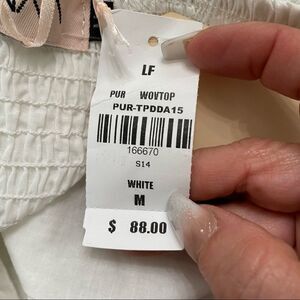 LF
PUR WOVTOP
PUR-TPDDA15
166670
S14
WHITE
M
$ 88.00